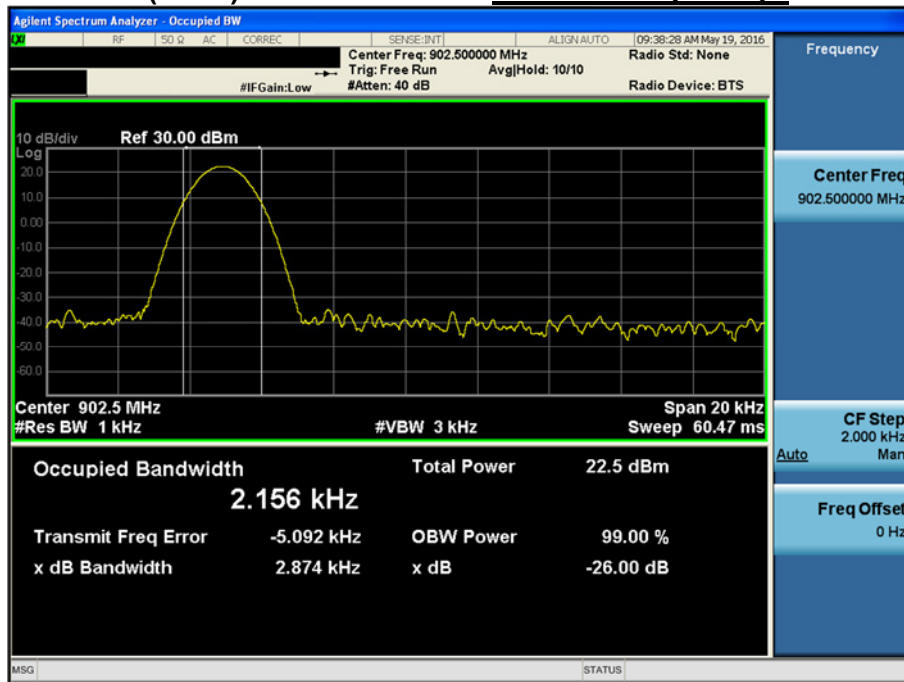 Agilent Spectrum Analyzer - Occupied BW
LXI RF 50 Ω AC CORREC SENSE:INT ALIGN AUTO 09:38:28 AM May 19, 2016
Center Freq: 902.500000 MHz Radio Std: None
Trig: Free Run Avg|Hold: 10/10
#IFGain:Low #Atten: 40 dB Radio Device: BTS
Frequency
10 dB/div Ref 30.00 dBm
Log
20.0
10.0
0.00
-10.0
-20.0
-30.0
-40.0
-50.0
-60.0
Center Freq
902.500000 MHz
Center 902.5 MHz Span 20 kHz
#Res BW 1 kHz #VBW 3 kHz Sweep 60.47 ms
CF Step
2.000 kHz
Auto Man
Occupied Bandwidth Total Power 22.5 dBm
2.156 kHz
Transmit Freq Error -5.092 kHz OBW Power 99.00 %
x dB Bandwidth 2.874 kHz x dB -26.00 dB
Freq Offset
0 Hz
MSG STATUS